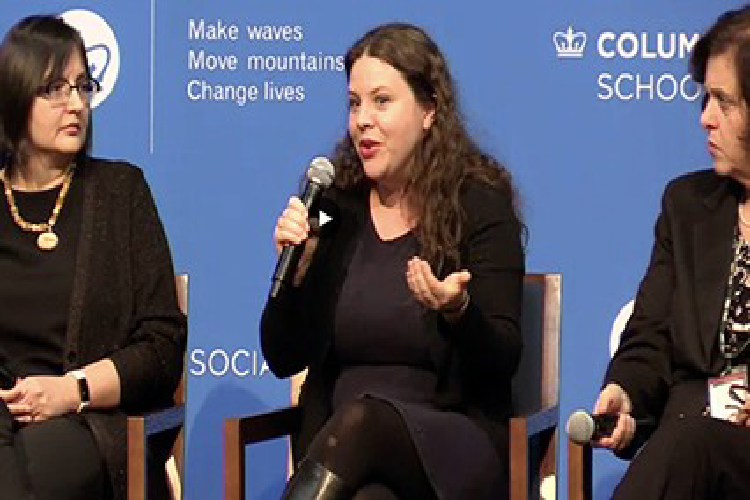 Make waves
Move mountains
Change lives
COLUM
SCHOO
SOCIA